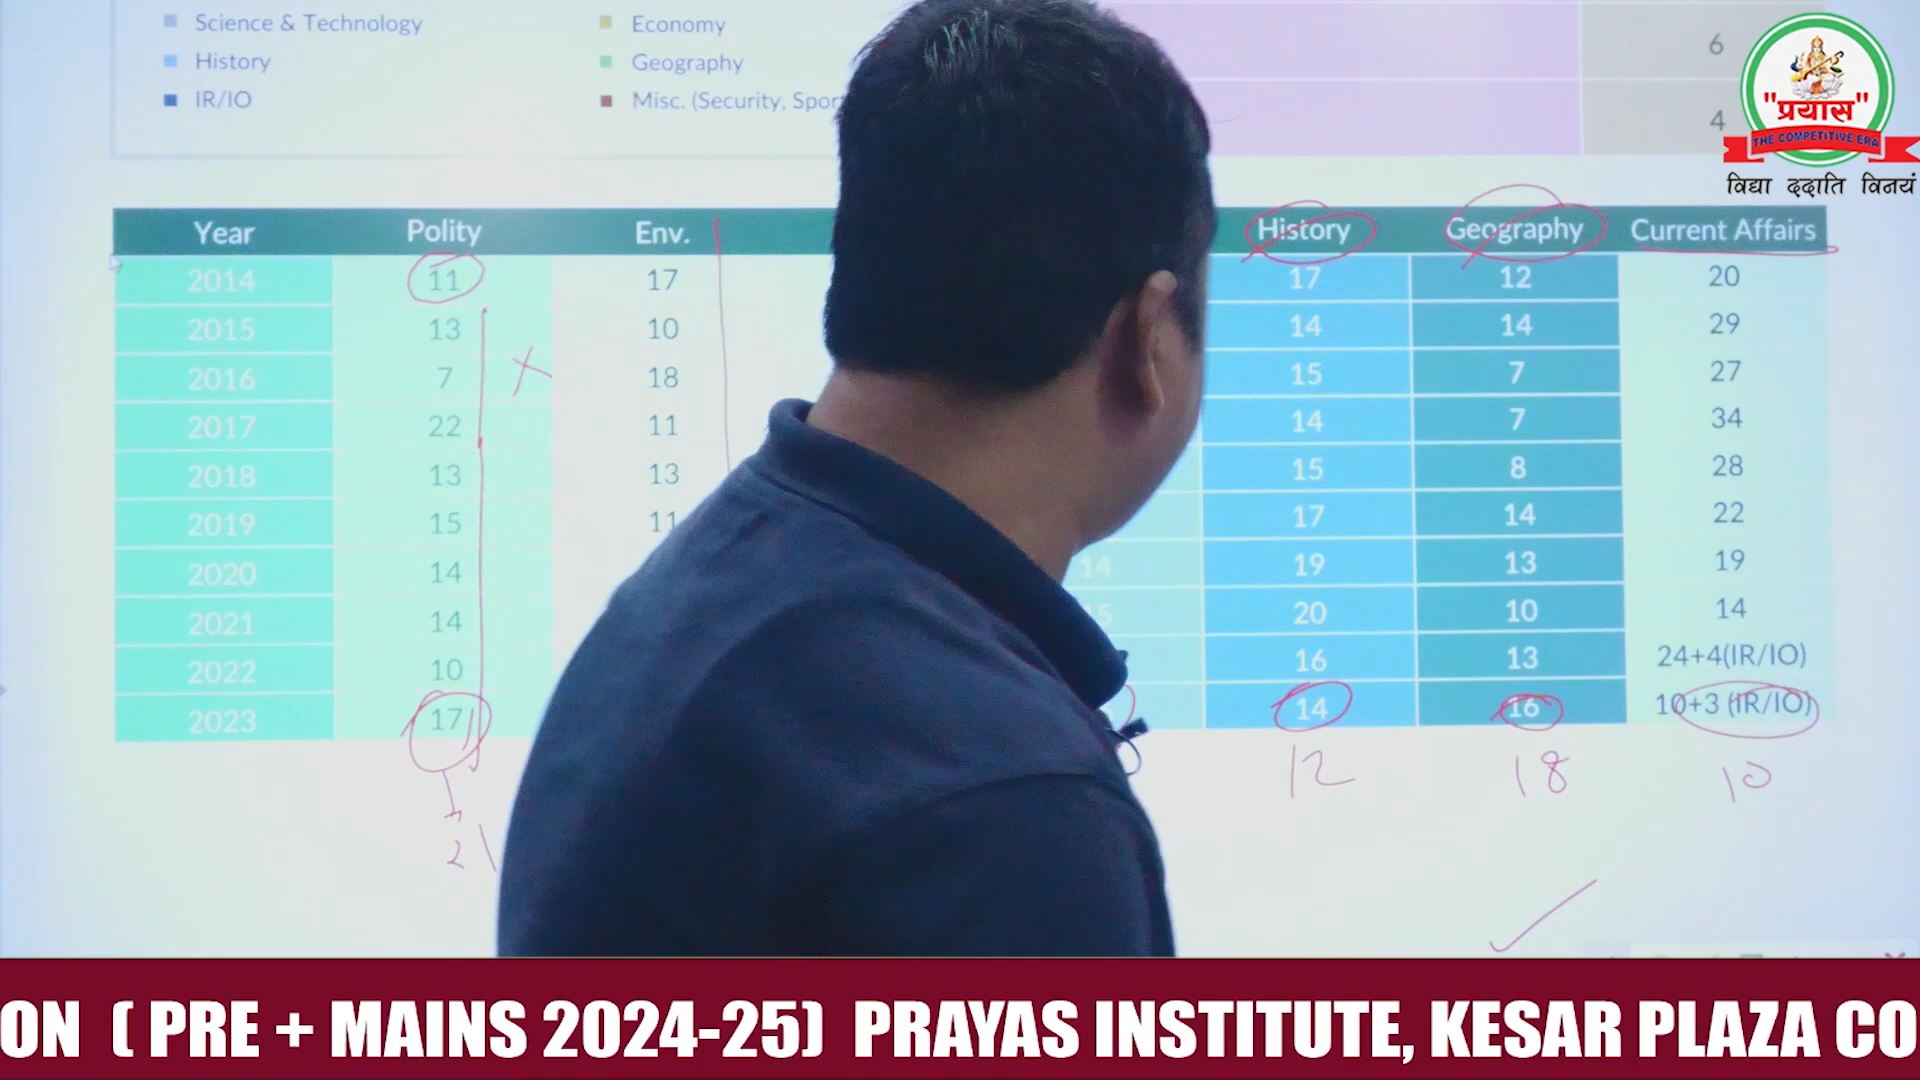 Science & Technology
Economy
History
Geography
IR/IO
Misc. (Security, Spor
6
4
"प्रयास"
THE COMPETITIVE ERA
विद्या ददाति विनयं
Year Polity Env. History Geography Current Affairs
2014 11 17 17 12 20
2015 13 10 14 14 29
2016 7 18 15 7 27
2017 22 11 14 7 34
2018 13 13 15 8 28
2019 15 11 17 14 22
2020 14 14 19 13 19
2021 14 15 20 10 14
2022 10 16 13 24+4(IR/IO)
2023 17 14 16 10+3 (IR/IO)
12 18 10
21
ON ( PRE + MAINS 2024-25) PRAYAS INSTITUTE, KESAR PLAZA CO